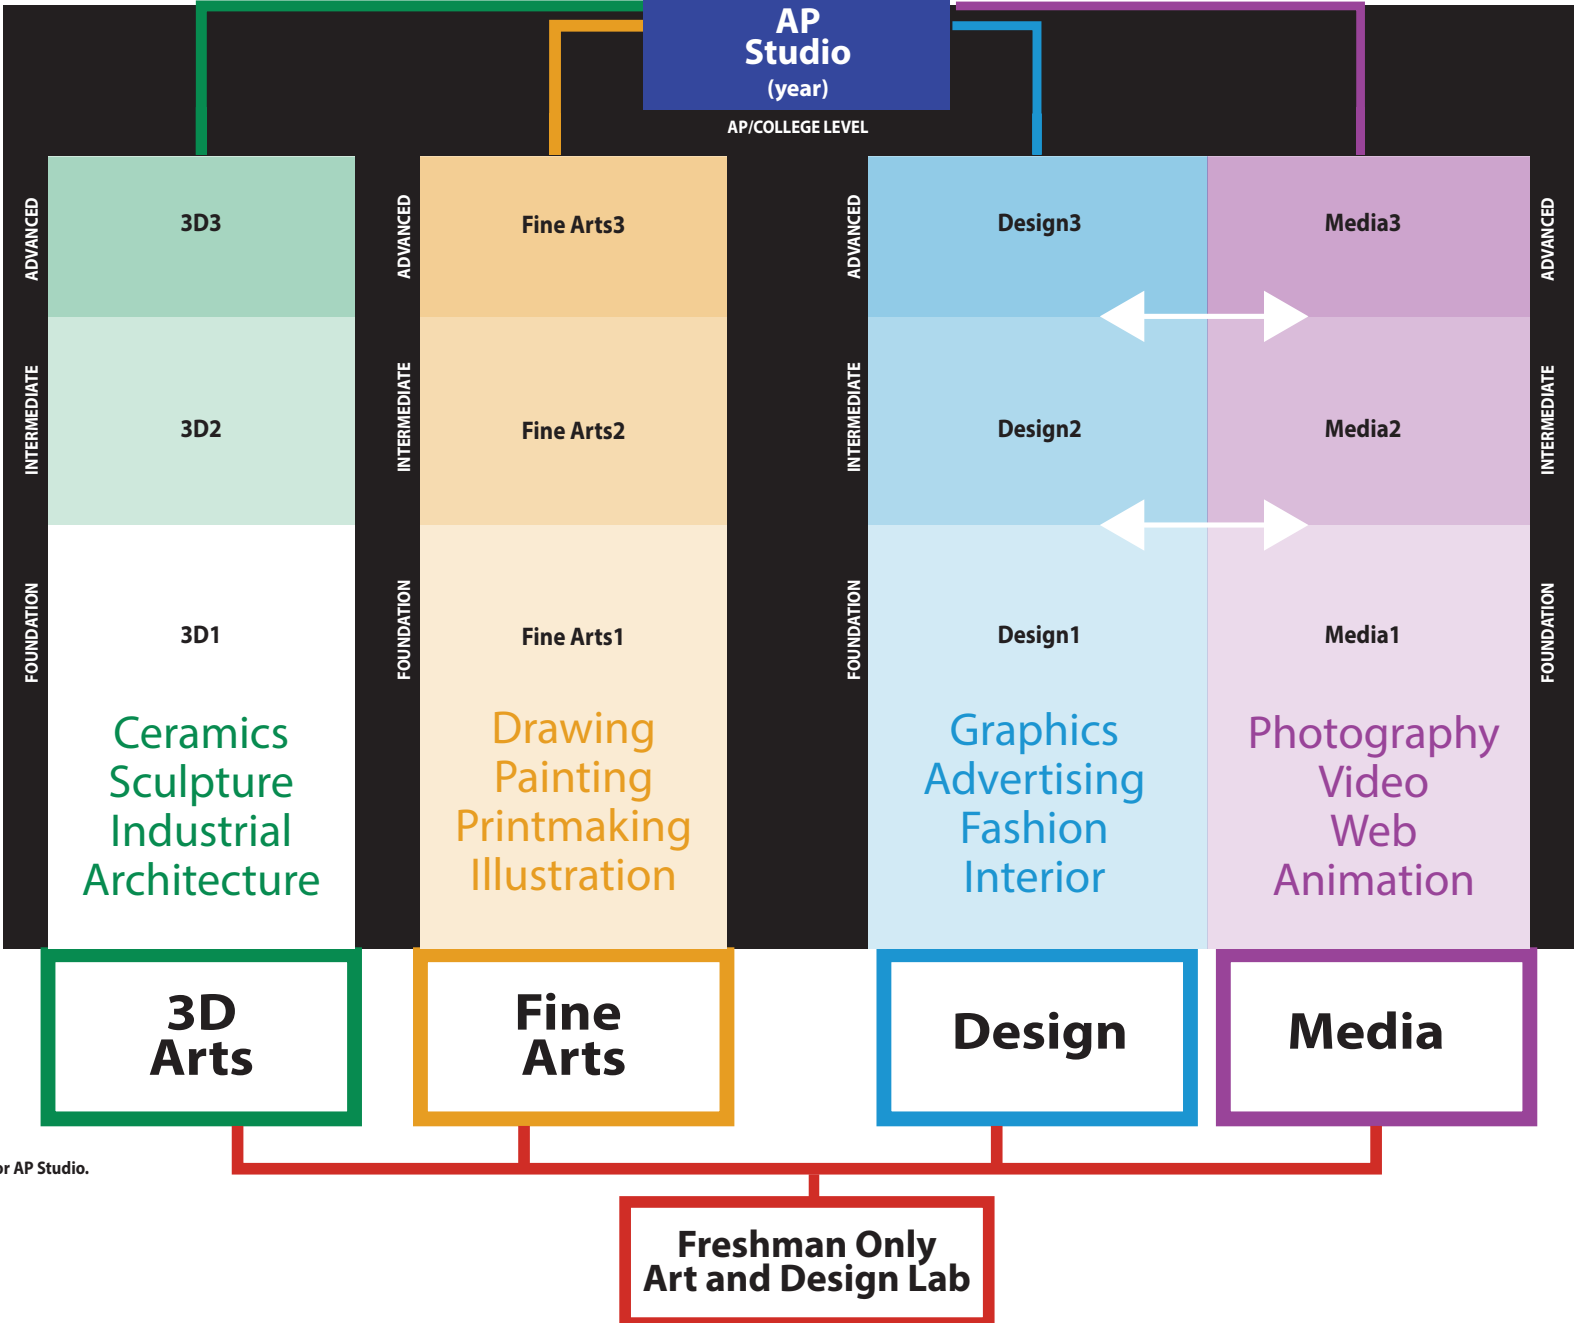 AP
Studio
(year)
AP/COLLEGE LEVEL
ADVANCED
3D3
ADVANCED
Fine Arts3
ADVANCED
Design3
Media3
ADVANCED
INTERMEDIATE
3D2
INTERMEDIATE
Fine Arts2
INTERMEDIATE
Design2
Media2
INTERMEDIATE
FOUNDATION
3D1
FOUNDATION
Fine Arts1
FOUNDATION
Design1
Media1
FOUNDATION
Ceramics
Sculpture
Industrial
Architecture
Drawing
Painting
Printmaking
Illustration
Graphics
Advertising
Fashion
Interior
Photography
Video
Web
Animation
3D
Arts
Fine
Arts
Design
Media
AP Studio.
Freshman Only
Art and Design Lab